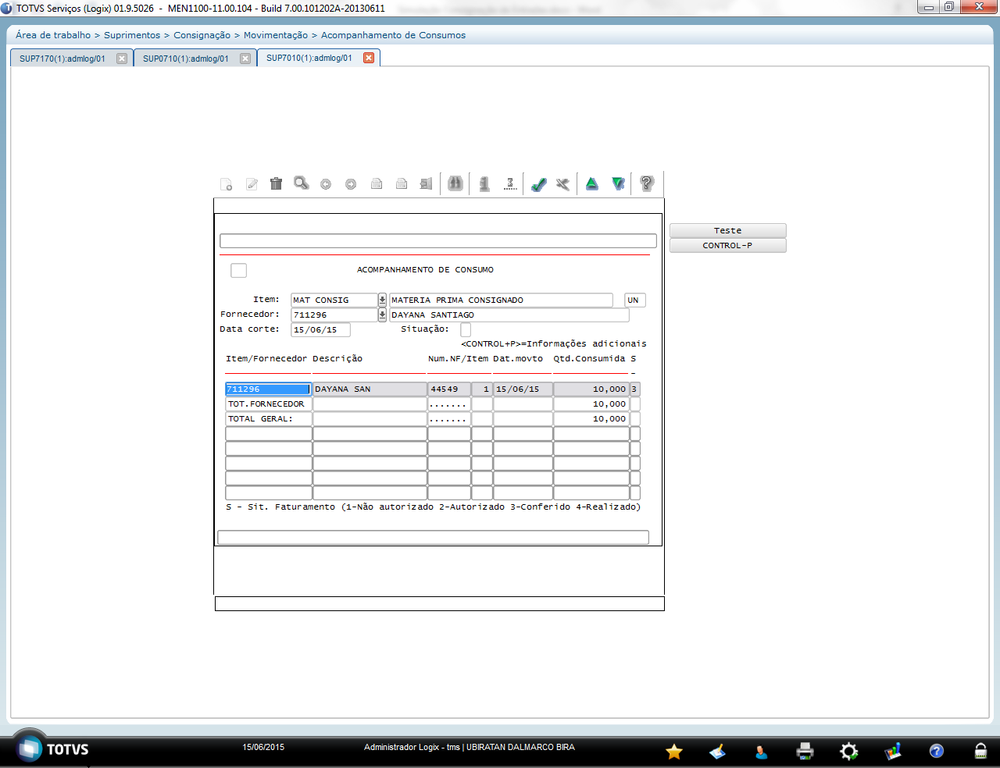 TOTVS Serviços (Logix) 01.9.5026 - MEN1100-11.00.104 - Build 7.00.101202A-20130611
Área de trabalho > Suprimentos > Consignação > Movimentação > Acompanhamento de Consumos
SUP7170(1):admlog/01 SUP0710(1):admlog/01 SUP7010(1):admlog/01
Teste
CONTROL-P
ACOMPANHAMENTO DE CONSUMO
Item: MAT CONSIG MATERIA PRIMA CONSIGNADO UN
Fornecedor: 711296 DAYANA SANTIAGO
Data corte: 15/06/15 Situação:
<CONTROL+P>=Informações adicionais
Item/Fornecedor Descrição Num.NF/Item Dat.movto Qtd.Consumida S
711296 DAYANA SAN 44549 1 15/06/15 10,000 3
TOT.FORNECEDOR ....... 10,000
TOTAL GERAL: ....... 10,000
S - Sit. Faturamento (1-Não autorizado 2-Autorizado 3-Conferido 4-Realizado)
TOTVS 15/06/2015 Administrador Logix - tms | UBIRATAN DALMARCO BIRA